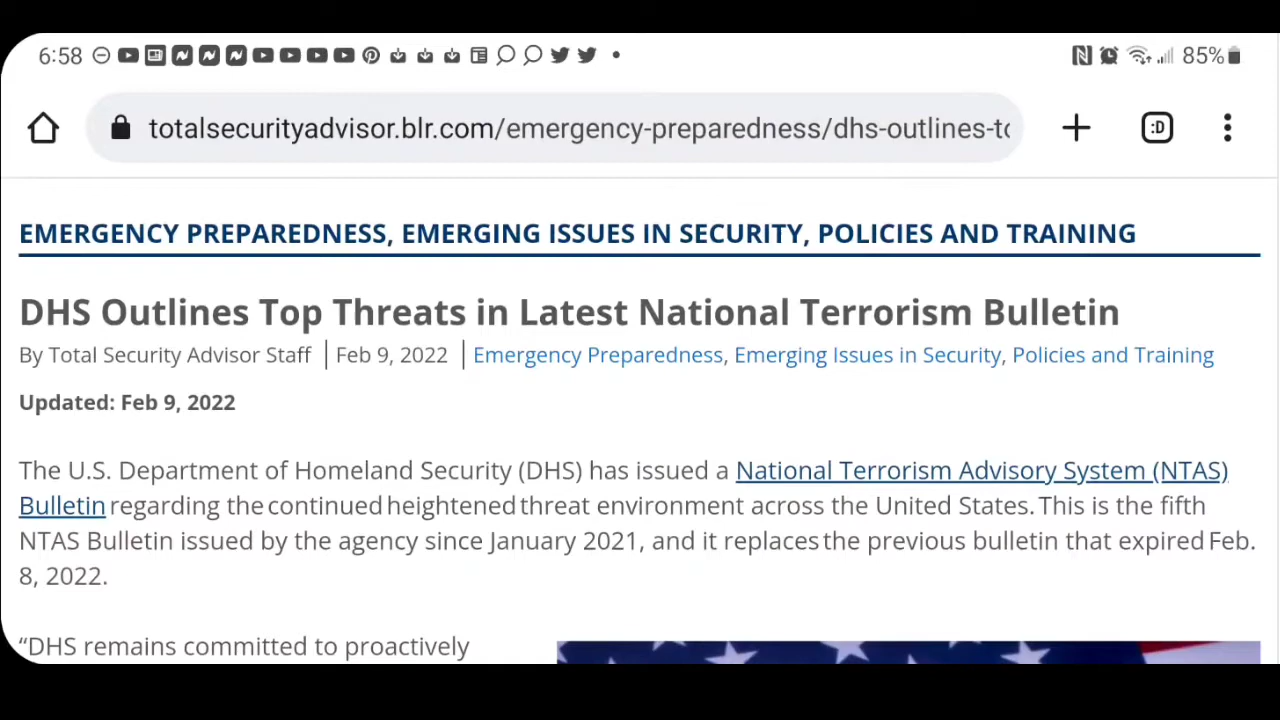 6:58
85%
totalsecurityadvisor.blr.com/emergency-preparedness/dhs-outlines-to
:D
EMERGENCY PREPAREDNESS, EMERGING ISSUES IN SECURITY, POLICIES AND TRAINING
DHS Outlines Top Threats in Latest National Terrorism Bulletin
By Total Security Advisor Staff | Feb 9, 2022 | Emergency Preparedness, Emerging Issues in Security, Policies and Training
Updated: Feb 9, 2022
The U.S. Department of Homeland Security (DHS) has issued a National Terrorism Advisory System (NTAS)
Bulletin regarding the continued heightened threat environment across the United States. This is the fifth
NTAS Bulletin issued by the agency since January 2021, and it replaces the previous bulletin that expired Feb.
8, 2022.
“DHS remains committed to proactively